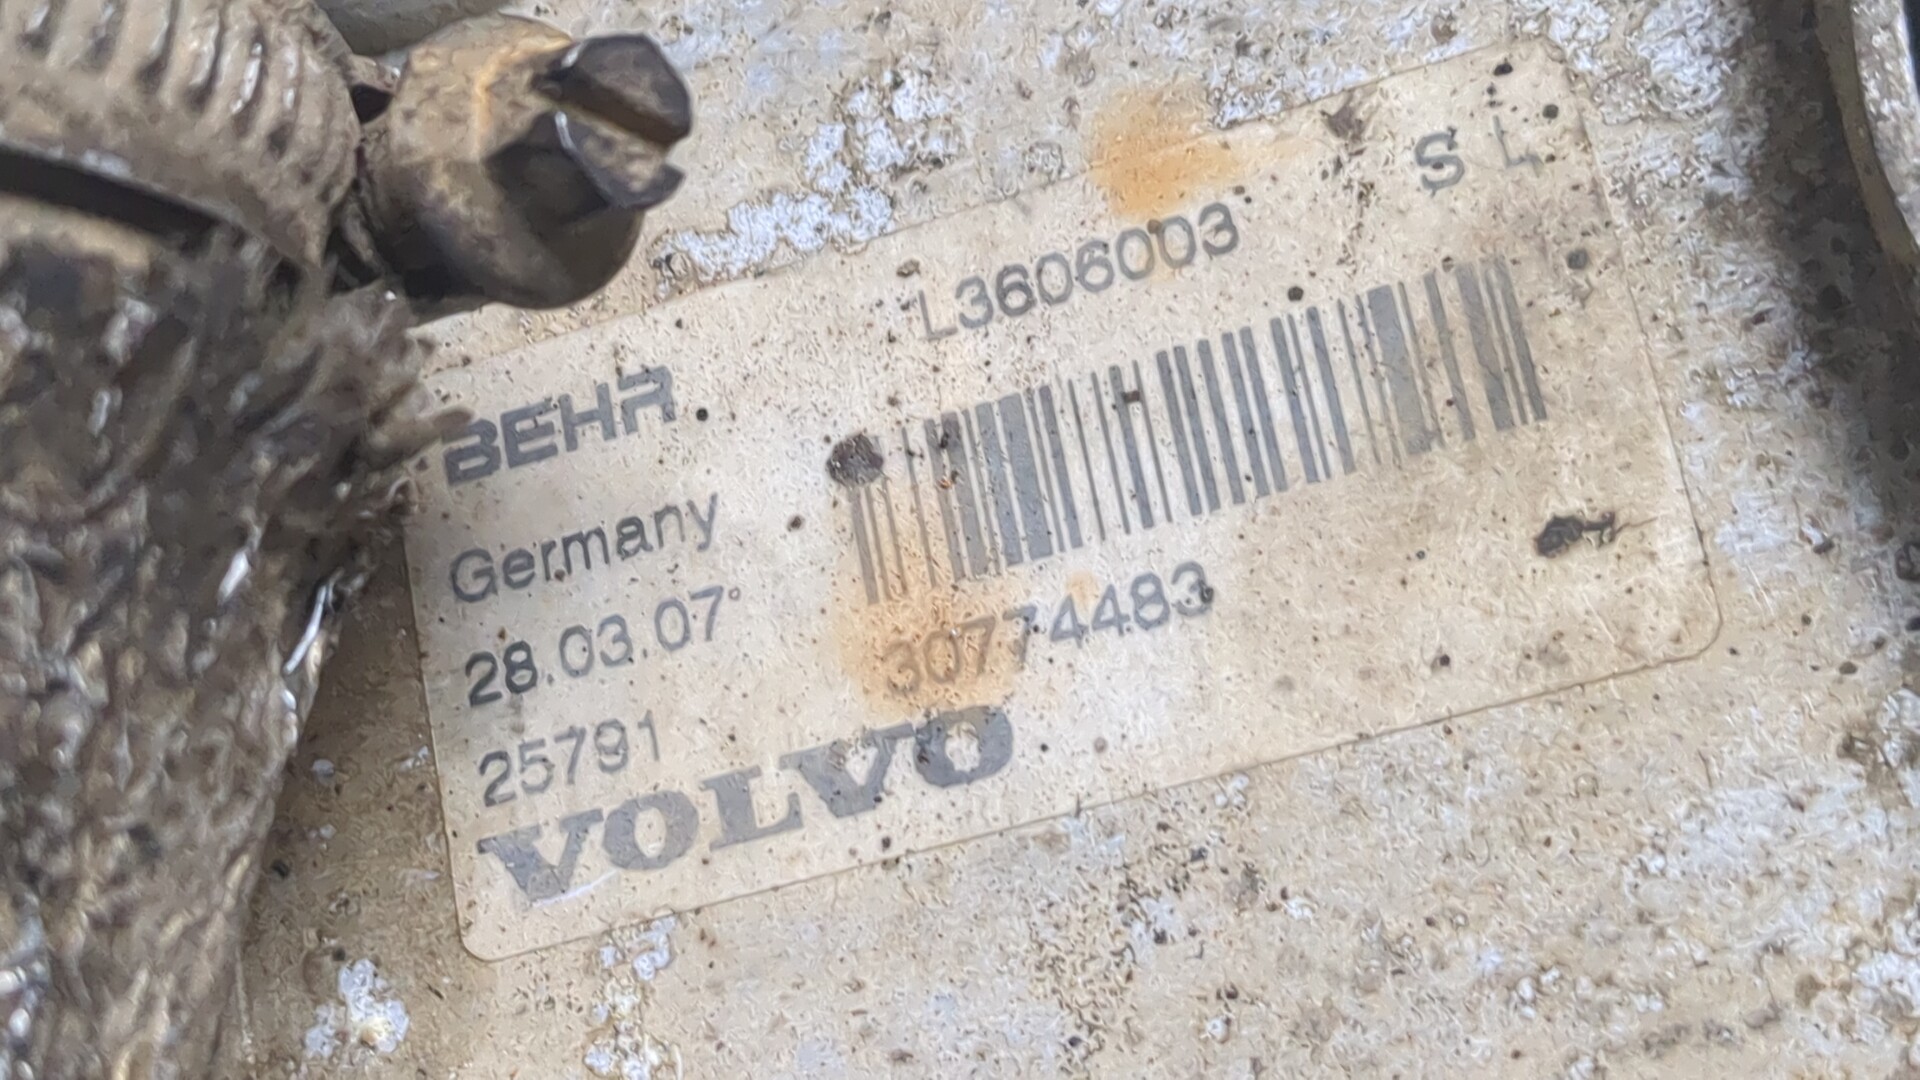 S L
L3606003
BEHR
Germany
28.03.07
30774483
25791
VOLVO